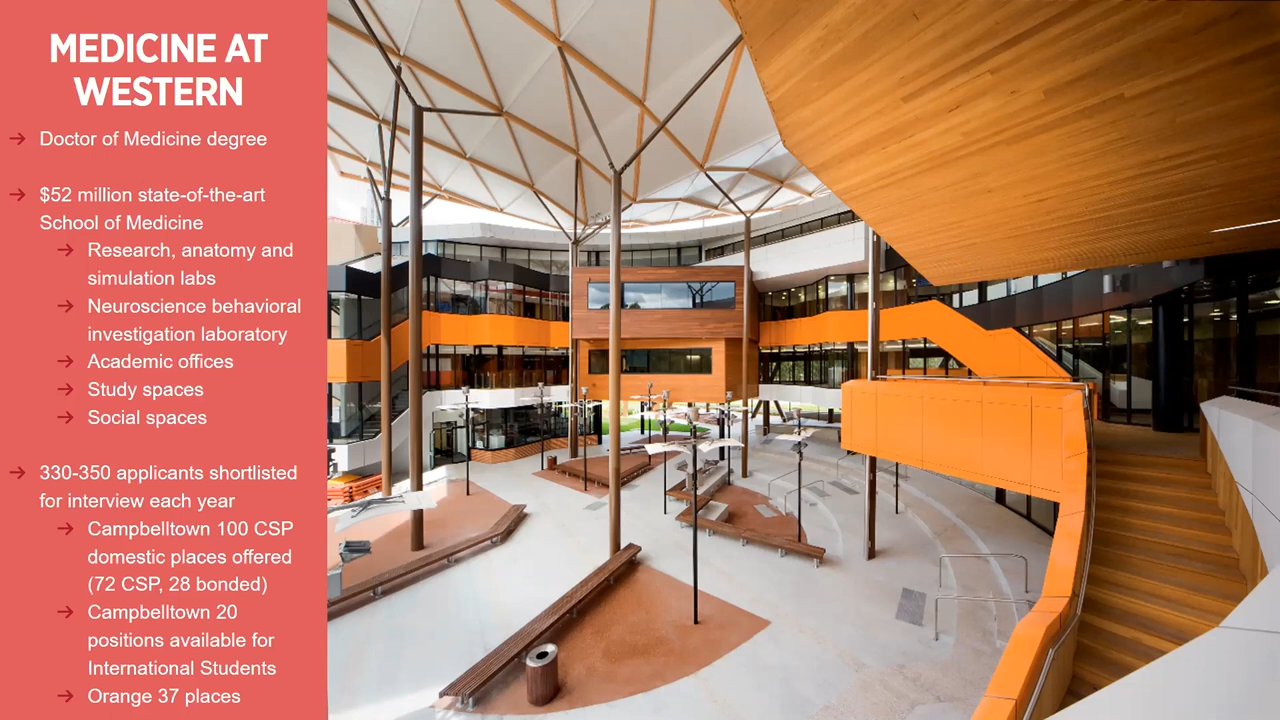 MEDICINE AT
WESTERN
→ Doctor of Medicine degree
→ $52 million state-of-the-art
School of Medicine
→ Research, anatomy and
simulation labs
→ Neuroscience behavioral
investigation laboratory
→ Academic offices
→ Study spaces
→ Social spaces
→ 330-350 applicants shortlisted
for interview each year
→ Campbelltown 100 CSP
domestic places offered
(72 CSP, 28 bonded)
→ Campbelltown 20
positions available for
International Students
→ Orange 37 places